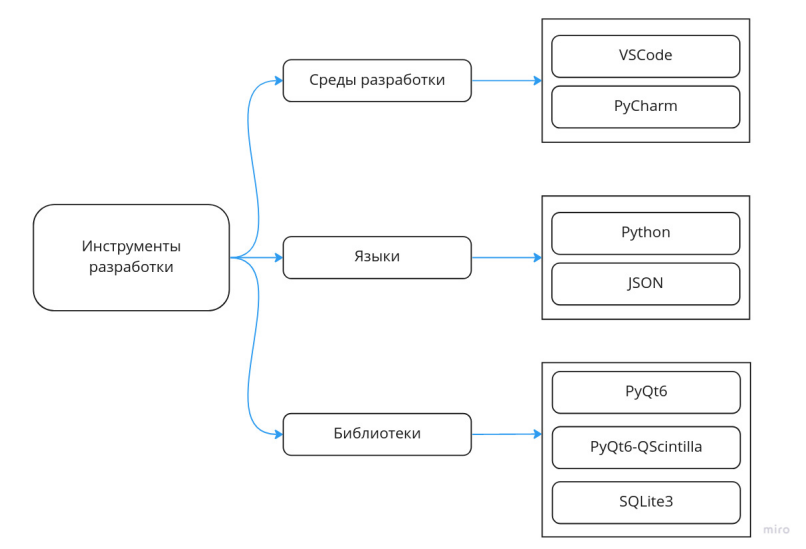 Инструменты
разработки
Среды разработки
VSCode
PyCharm
Языки
Python
JSON
Библиотеки
PyQt6
PyQt6-QScintilla
SQLite3
miro